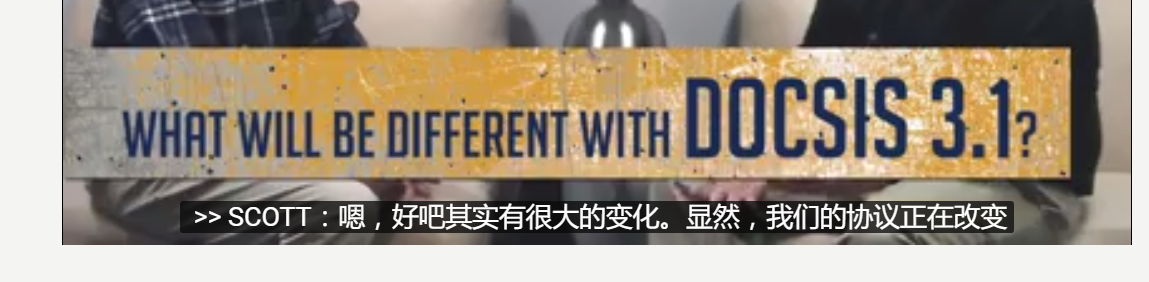 WHAT WILL BE DIFFERENT WITH DOCSIS 3.1?
>> SCOTT：嗯，好吧其实有很大的变化。显然，我们的协议正在改变